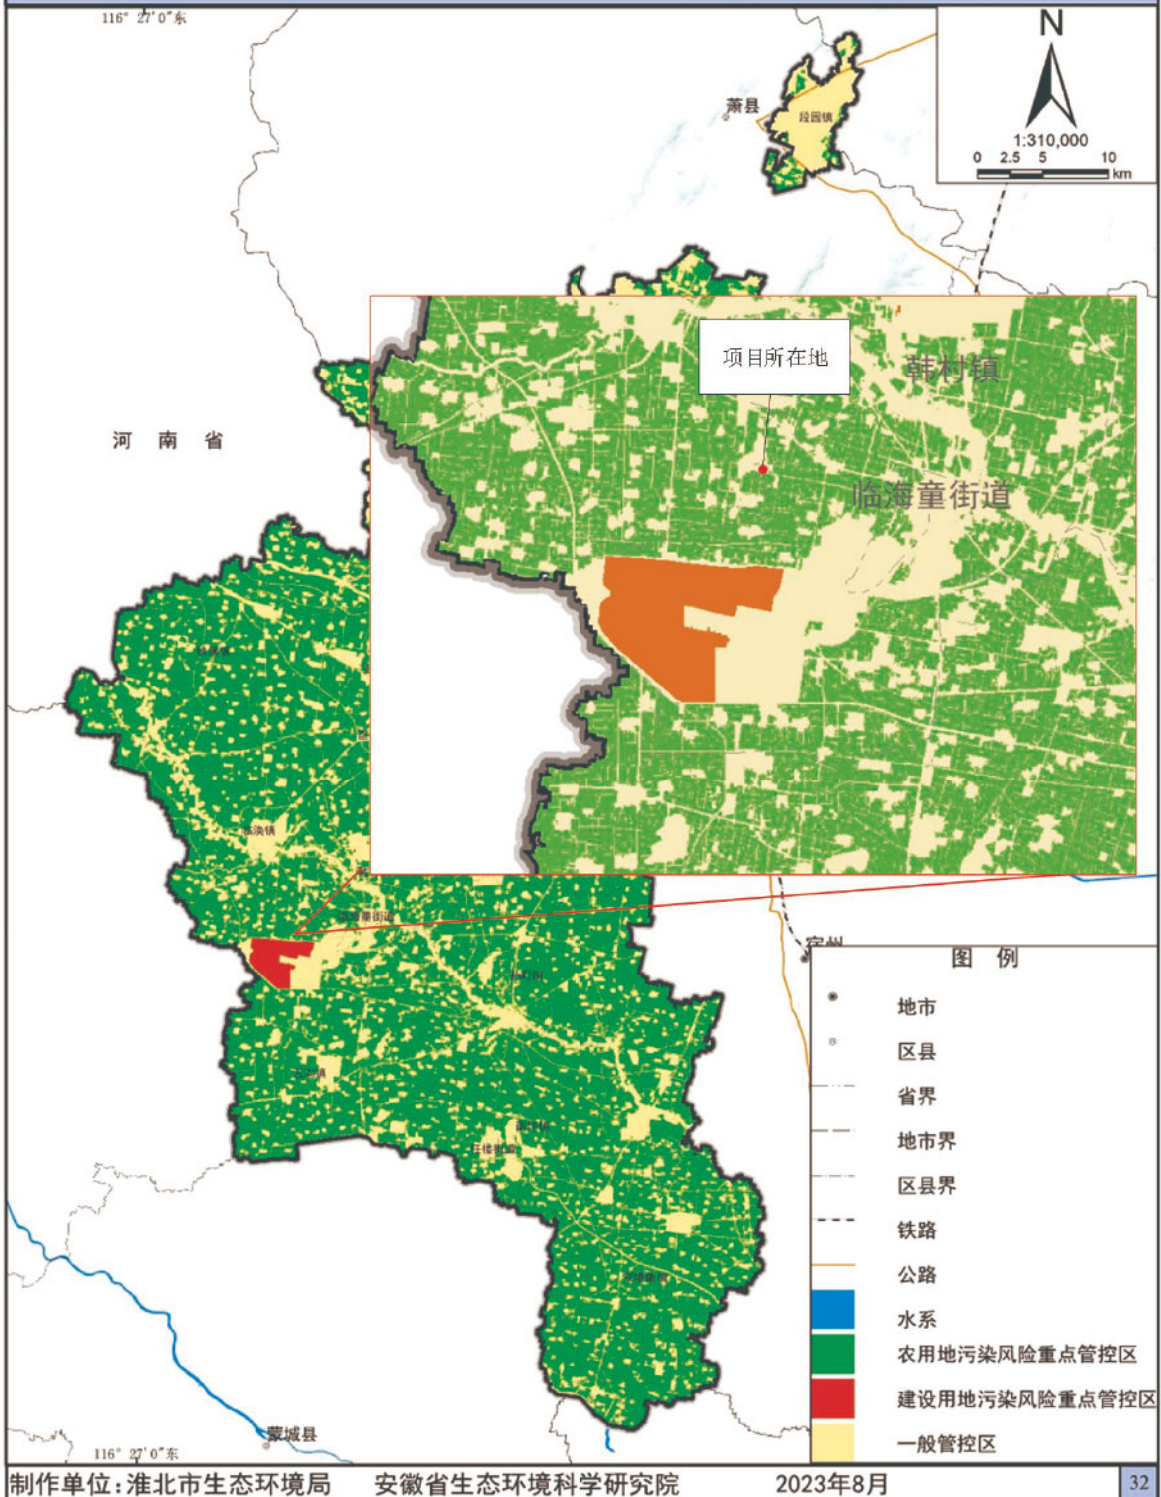 116° 27′0″东
N
1:310,000
0 2.5 5 10
km
萧县
段园镇
项目所在地
韩村镇
临海童街道
河南省
临涣镇
宿州
图例
地市
区县
省界
地市界
区县界
铁路
公路
水系
农用地污染风险重点管控区
建设用地污染风险重点管控区
一般管控区
蒙城县
116° 27′0″东
制作单位:淮北市生态环境局 安徽省生态环境科学研究院 2023年8月
32